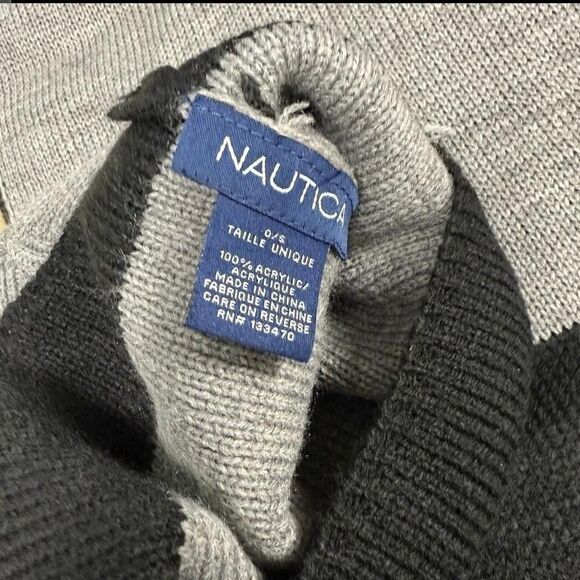 NAUTICA
O/S
TAILLE UNIQUE
100% ACRYLIC/
ACRYLIQUE
MADE IN CHINA
FABRIQUE EN CHINE
CARE ON REVERSE
RN# 133470